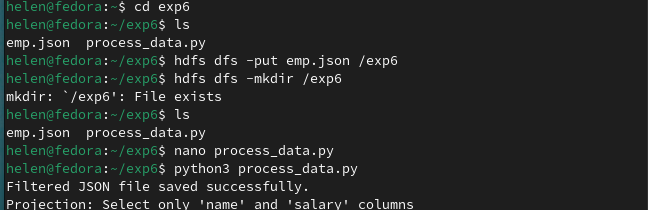 helen@fedora:~$ cd exp6
helen@fedora:~/exp6$ ls
emp.json  process_data.py
helen@fedora:~/exp6$ hdfs dfs -put emp.json /exp6
helen@fedora:~/exp6$ hdfs dfs -mkdir /exp6
mkdir: `/exp6': File exists
helen@fedora:~/exp6$ ls
emp.json  process_data.py
helen@fedora:~/exp6$ nano process_data.py
helen@fedora:~/exp6$ python3 process_data.py
Filtered JSON file saved successfully.
Projection: Select only 'name' and 'salary' columns